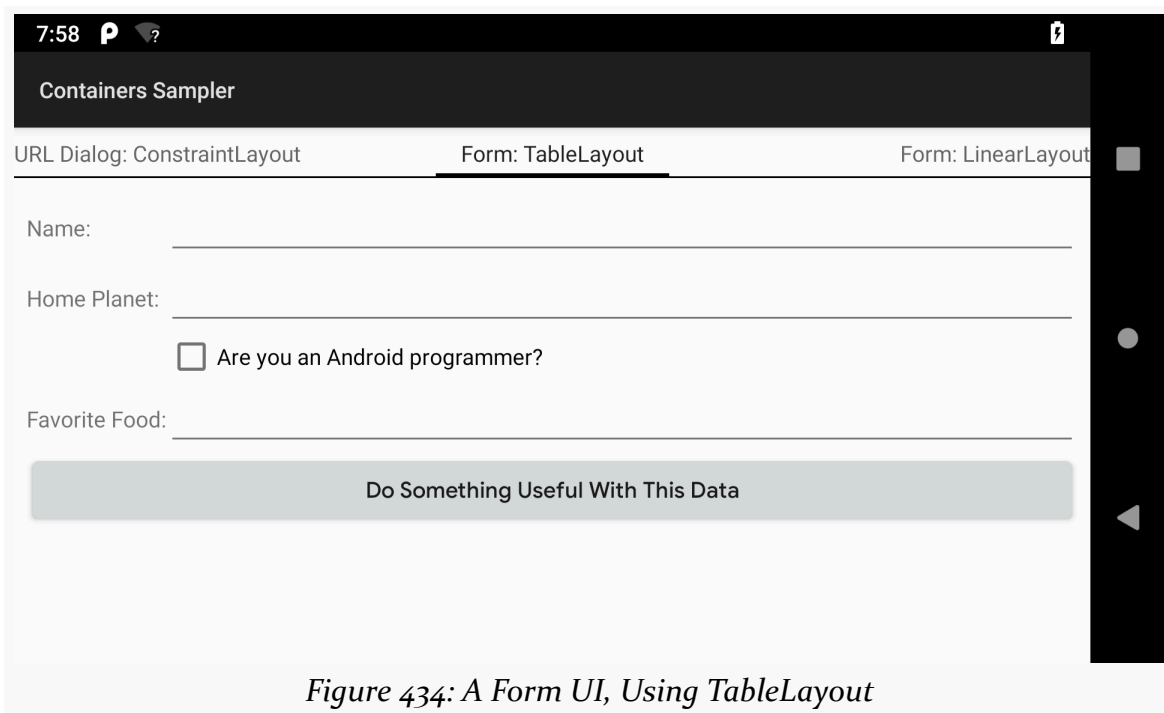 7:58
Containers Sampler
URL Dialog: ConstraintLayout Form: TableLayout Form: LinearLayout
Name:
Home Planet:
Are you an Android programmer?
Favorite Food:
Do Something Useful With This Data
Figure 434: A Form UI, Using TableLayout